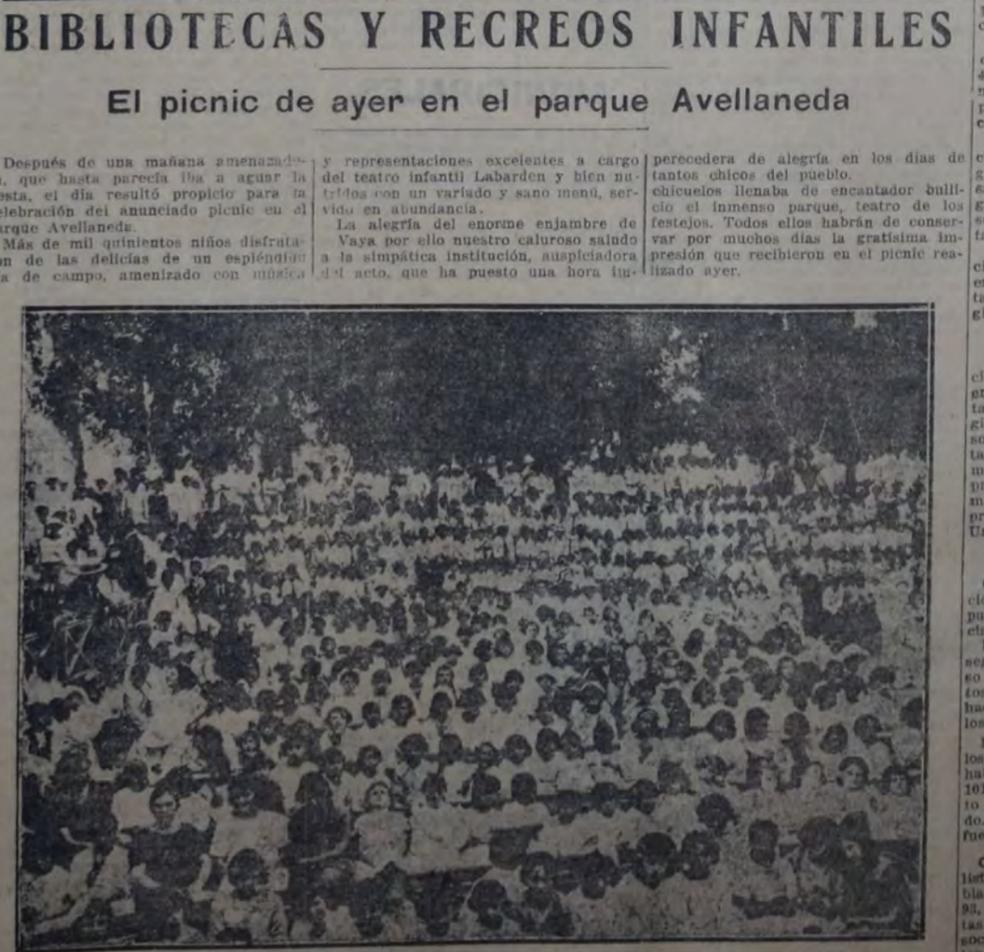 BIBLIOTECAS Y RECREOS INFANTILES
El picnic de ayer en el parque Avellaneda
Después de una mañana amenazado-
, que hasta parecía iba a aguar la
esta, el día resultó propicio para la
elebración del anunciado picnic en el
arque Avellaneda.
Más de mil quinientos niños disfruta-
on de las delicias de un espléndido
a de campo, amenizado con música
y representaciones excelentes a cargo
del teatro infantil Labarden y bien nu-
tridos con un variado y sano menú, ser-
vido en abundancia.
La alegría del enorme enjambre de
Vaya por ello nuestro caluroso saludo
a la simpática institución, auspiciadora
del acto, que ha puesto una hora im-
perecedera de alegría en los días de
tantos chicos del pueblo.
chicuelos llenaba de encantador bulli-
cio el inmenso parque, teatro de los
festejos. Todos ellos habrán de conser-
var por muchos días la gratísima im-
presión que recibieron en el picnic rea-
lizado ayer.